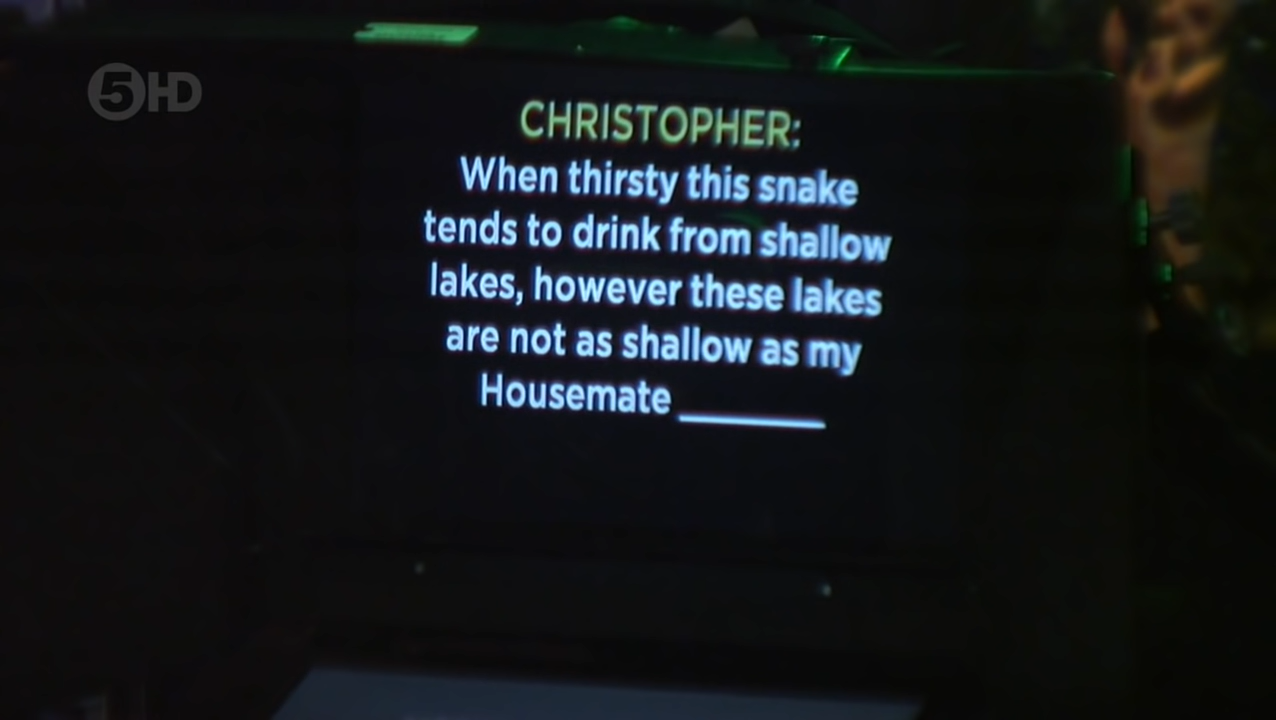 5HD
CHRISTOPHER:
When thirsty this snake
tends to drink from shallow
lakes, however these lakes
are not as shallow as my
Housemate ______